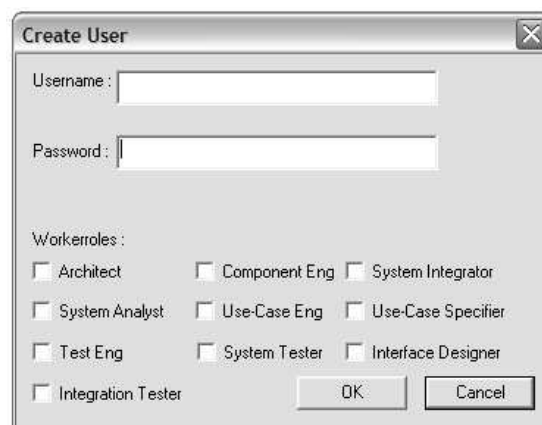 Create User
Username :
Password :
Workerroles :
Architect Component Eng System Integrator
System Analyst Use-Case Eng Use-Case Specifier
Test Eng System Tester Interface Designer
Integration Tester OK Cancel